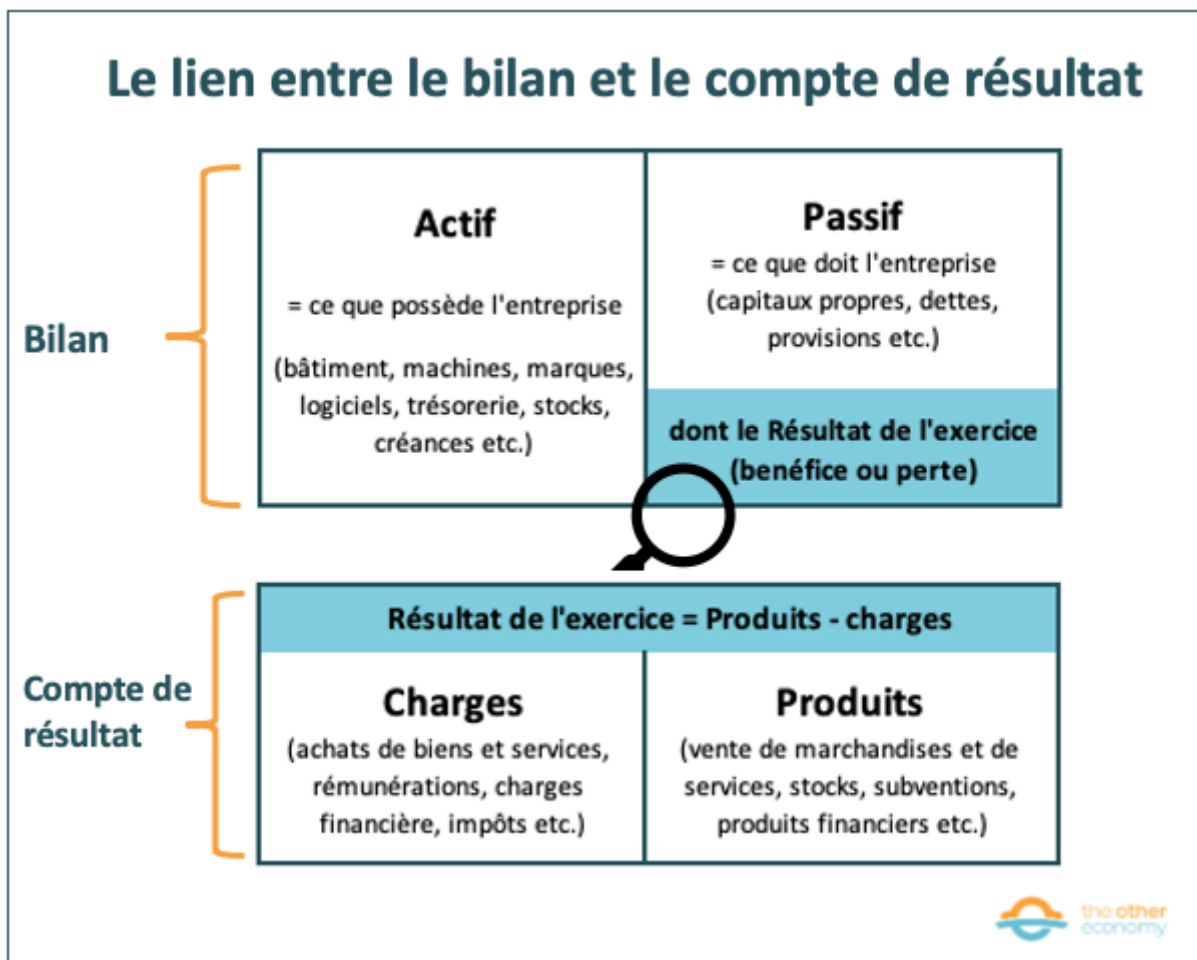 Le lien entre le bilan et le compte de résultat
Bilan
Actif
= ce que possède l'entreprise
(bâtiment, machines, marques,
logiciels, trésorerie, stocks,
créances etc.)
Passif
= ce que doit l'entreprise
(capitaux propres, dettes,
provisions etc.)
dont le Résultat de l'exercice
(benéfice ou perte)
Compte de
résultat
Résultat de l'exercice = Produits - charges
Charges
(achats de biens et services,
rémunérations, charges
financière, impôts etc.)
Produits
(vente de marchandises et de
services, stocks, subventions,
produits financiers etc.)
the other
economy